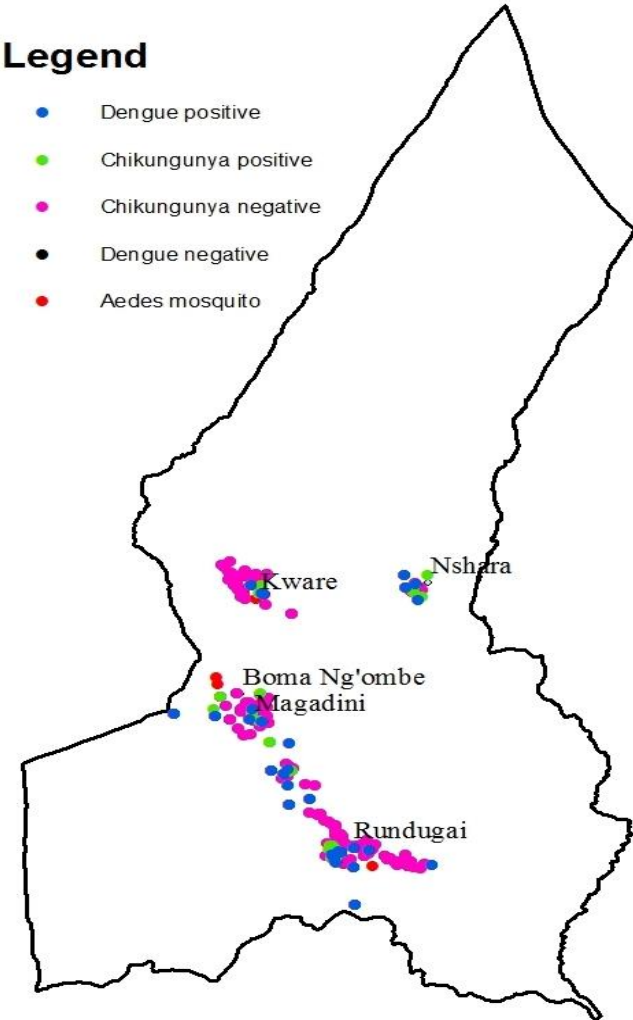 Legend
Dengue positive
Chikungunya positive
Chikungunya negative
Dengue negative
Aedes mosquito
Nshara
Kware
Boma Ng'ombe
Magadini
Rundugai